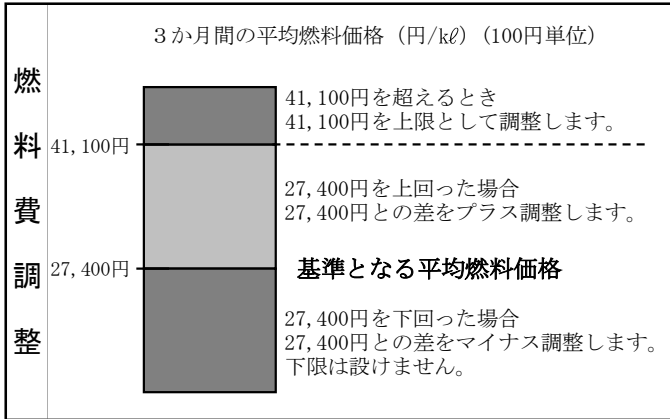 燃料費調整
3か月間の平均燃料価格 (円/kℓ) (100円単位)
41,100円を超えるとき
41,100円を上限として調整します。
41,100円
27,400円を上回った場合
27,400円との差をプラス調整します。
27,400円
基準となる平均燃料価格
27,400円を下回った場合
27,400円との差をマイナス調整します。
下限は設けません。